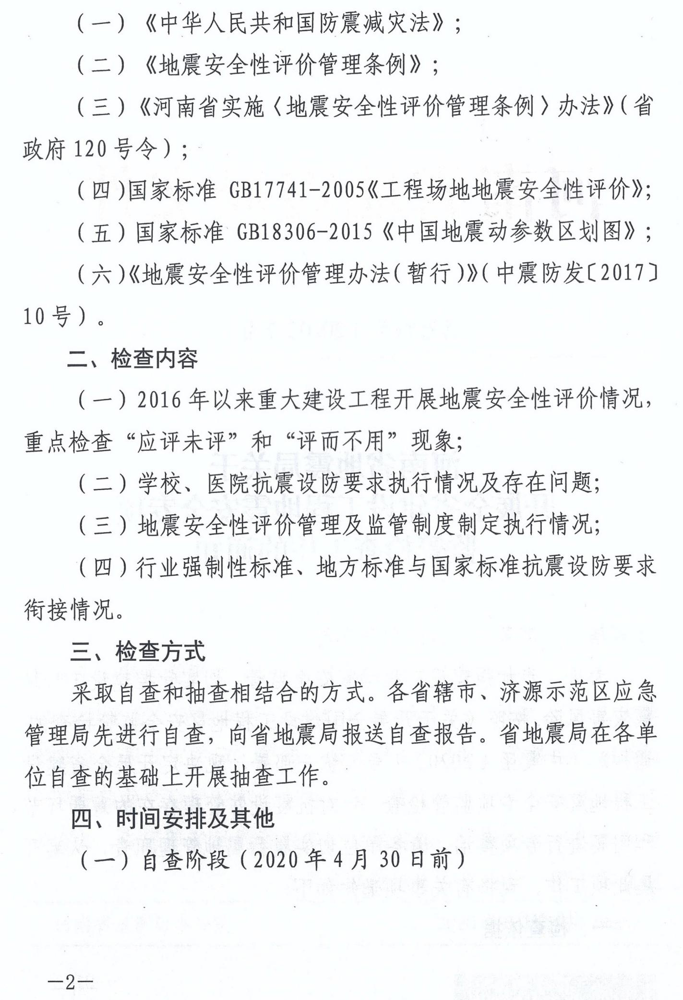 （一）《中华人民共和国防震减灾法》；
（二）《地震安全性评价管理条例》；
（三）《河南省实施〈地震安全性评价管理条例〉办法》（省
政府 120 号令）；
（四）国家标准 GB17741-2005《工程场地地震安全性评价》；
（五）国家标准 GB18306-2015《中国地震动参数区划图》；
（六）《地震安全性评价管理办法（暂行）》（中震防发〔2017〕
10 号）。
二、检查内容
（一）2016 年以来重大建设工程开展地震安全性评价情况，
重点检查“应评未评”和“评而不用”现象；
（二）学校、医院抗震设防要求执行情况及存在问题；
（三）地震安全性评价管理及监管制度制定执行情况；
（四）行业强制性标准、地方标准与国家标准抗震设防要求
衔接情况。
三、检查方式
采取自查和抽查相结合的方式。各省辖市、济源示范区应急
管理局先进行自查，向省地震局报送自查报告。省地震局在各单
位自查的基础上开展抽查工作。
四、时间安排及其他
（一）自查阶段（2020 年 4 月 30 日前）
—2—